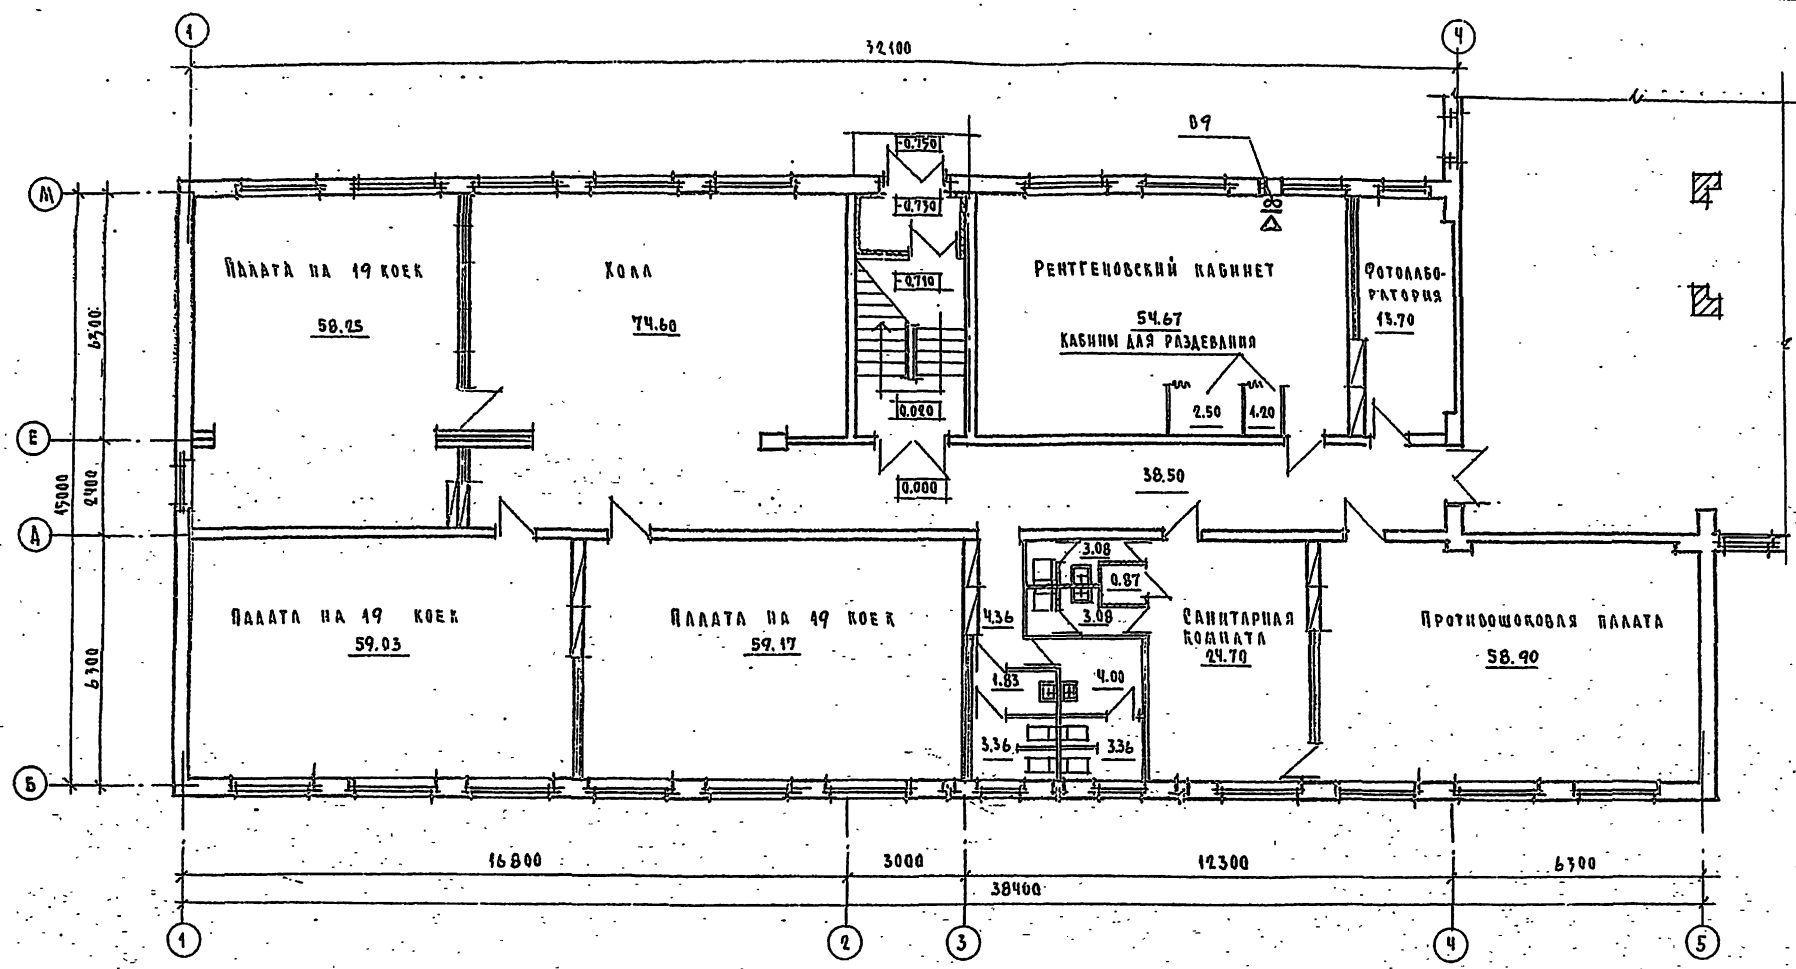 1
4
32100
В9
-0.750
М
-0.730
Палата на 19 коек
58.25
Холл
74.60
-0.710
Рентгеновский кабинет
54.67
Кабины для раздевания
Фотолабо-
ратория
13.70
2.50
1.20
0.020
Е
6300
15000
2400
6300
0.000
38.50
А
3.08
0.87
3.08
4.36
Палата на 19 коек
59.03
Палата на 19 коек
59.17
Санитарная
комната
24.70
Противошоковая палата
58.90
1.83
4.00
3.36
3.36
Б
16800
3000
12300
6300
38400
1
2
3
4
5